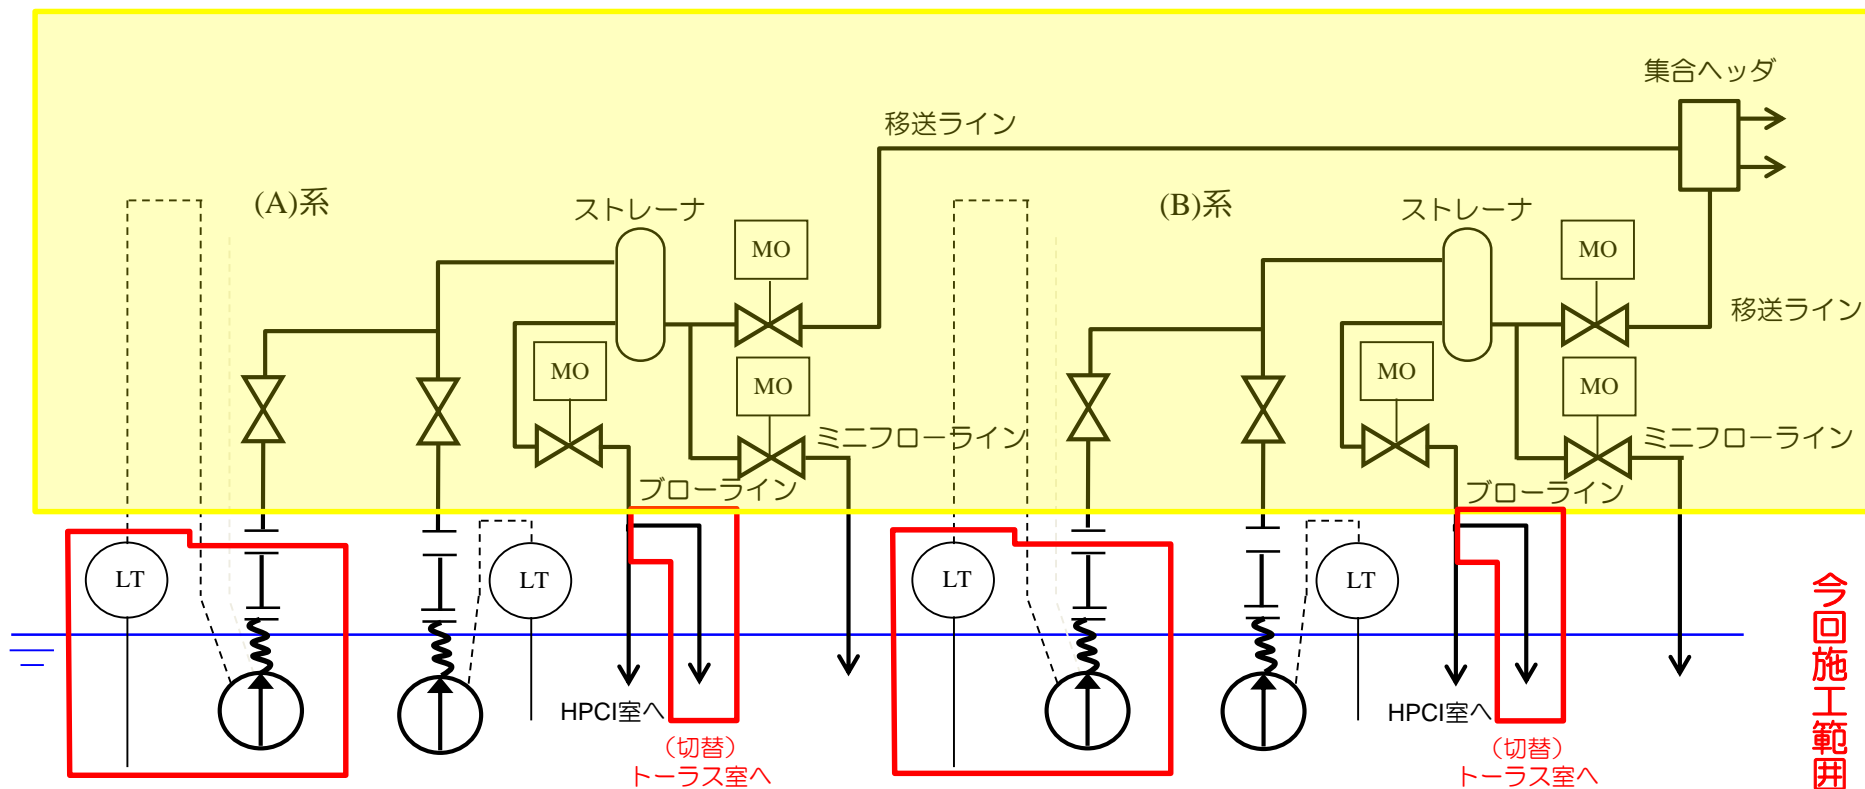 集合ヘッダ
移送ライン
(A)系
ストレーナ
(B)系
ストレーナ
MO
MO
移送ライン
MO
MO
MO
MO
ミニフローライン
ミニフローライン
ブローライン
ブローライン
LT
LT
LT
LT
HPCI室へ
HPCI室へ
(切替)
トーラス室へ
(切替)
トーラス室へ
今回施工範囲